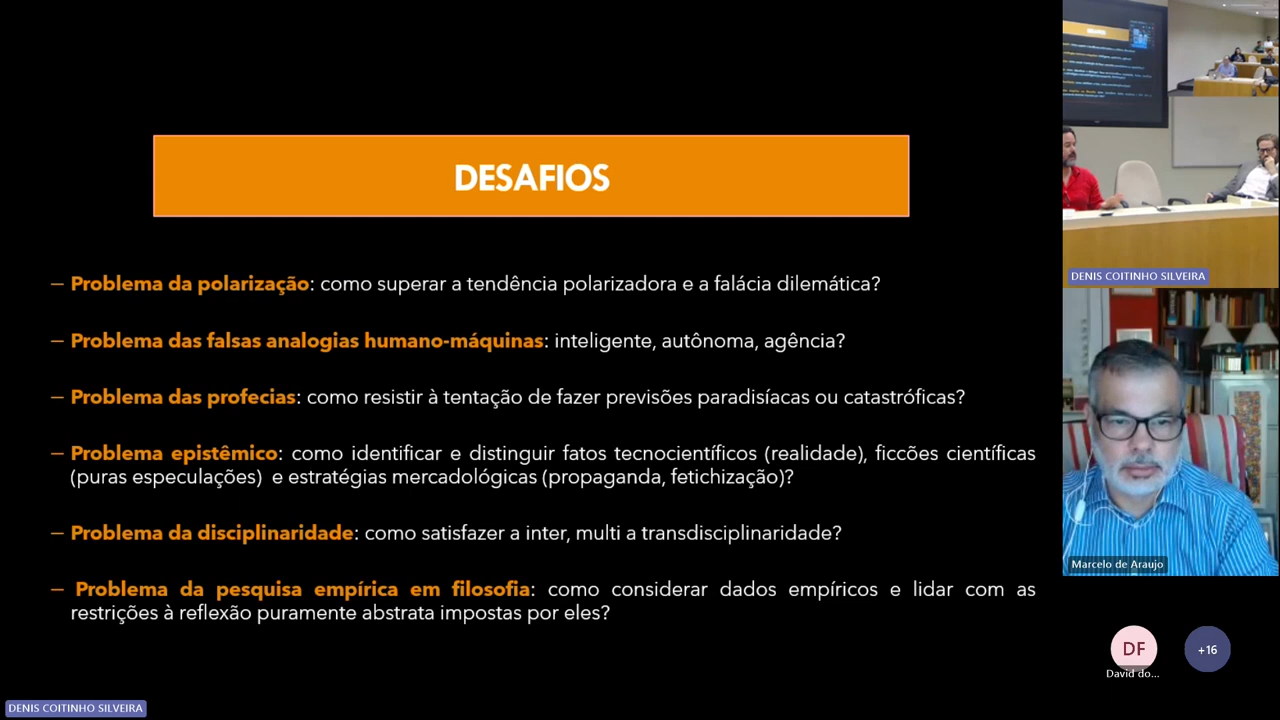 DESAFIOS
– Problema da polarização: como superar a tendência polarizadora e a falácia dilemática?
– Problema das falsas analogias humano-máquinas: inteligente, autônoma, agência?
– Problema das profecias: como resistir à tentação de fazer previsões paradisíacas ou catastróficas?
– Problema epistêmico: como identificar e distinguir fatos tecnocientíficos (realidade), ficcões científicas
(puras especulações) e estratégias mercadológicas (propaganda, fetichização)?
– Problema da disciplinaridade: como satisfazer a inter, multi a transdisciplinaridade?
– Problema da pesquisa empírica em filosofia: como considerar dados empíricos e lidar com as
restrições à reflexão puramente abstrata impostas por eles?
DENIS COITINHO SILVEIRA
DENIS COITINHO SILVEIRA
Marcelo de Araujo
DF
David do...
+16